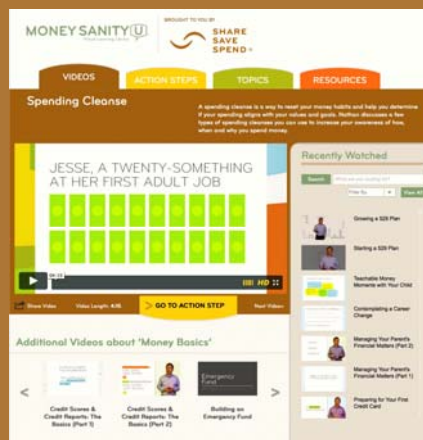 MONEY SANITY U
BROUGHT TO YOU BY
SHARE
SAVE
SPEND
VIDEOS
ACTION STEPS
TOPICS
RESOURCES
Spending Cleanse
A spending cleanse is a way to reset your money habits and help you determine
if your spending aligns with your values and goals. Nathan discusses a few
types of spending cleanses you can use to increase your awareness of how,
when and why you spend money.
JESSE, A TWENTY-SOMETHING
AT HER FIRST ADULT JOB
HD
Share Video
Video Length:
GO TO ACTION STEP
Next Video
Recently Watched
Search
Filter By
View All
Growing a 529 Plan
Starting a 529 Plan
Teachable Money
Moments with Your Child
Contemplating a Career
Change
Managing Your Parent's
Financial Matters (Part 2)
Managing Your Parent's
Financial Matters (Part 1)
Preparing for Your First
Credit Card
Additional Videos about 'Money Basics'
Emergency
Fund
Credit Scores &
Credit Reports: The
Basics (Part 1)
Credit Scores &
Credit Reports: The
Basics (Part 2)
Building an
Emergency Fund